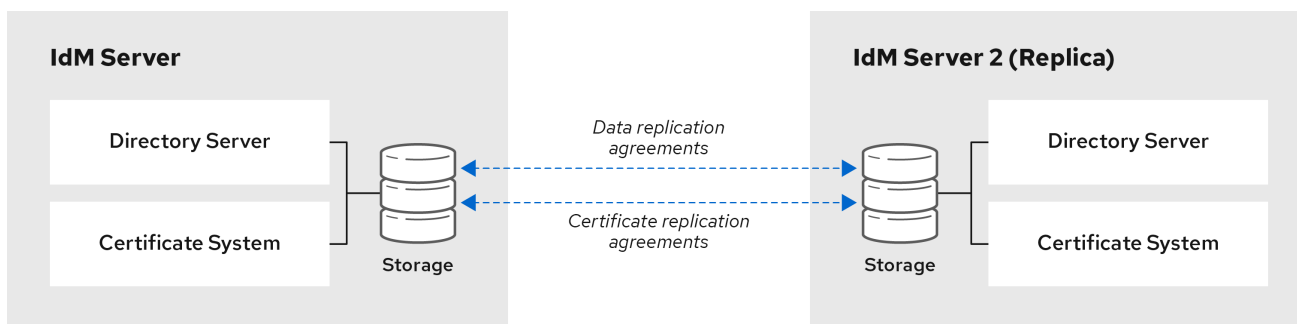 IdM Server
Directory Server
Certificate System
Storage
Data replication
agreements
Certificate replication
agreements
IdM Server 2 (Replica)
Storage
Directory Server
Certificate System